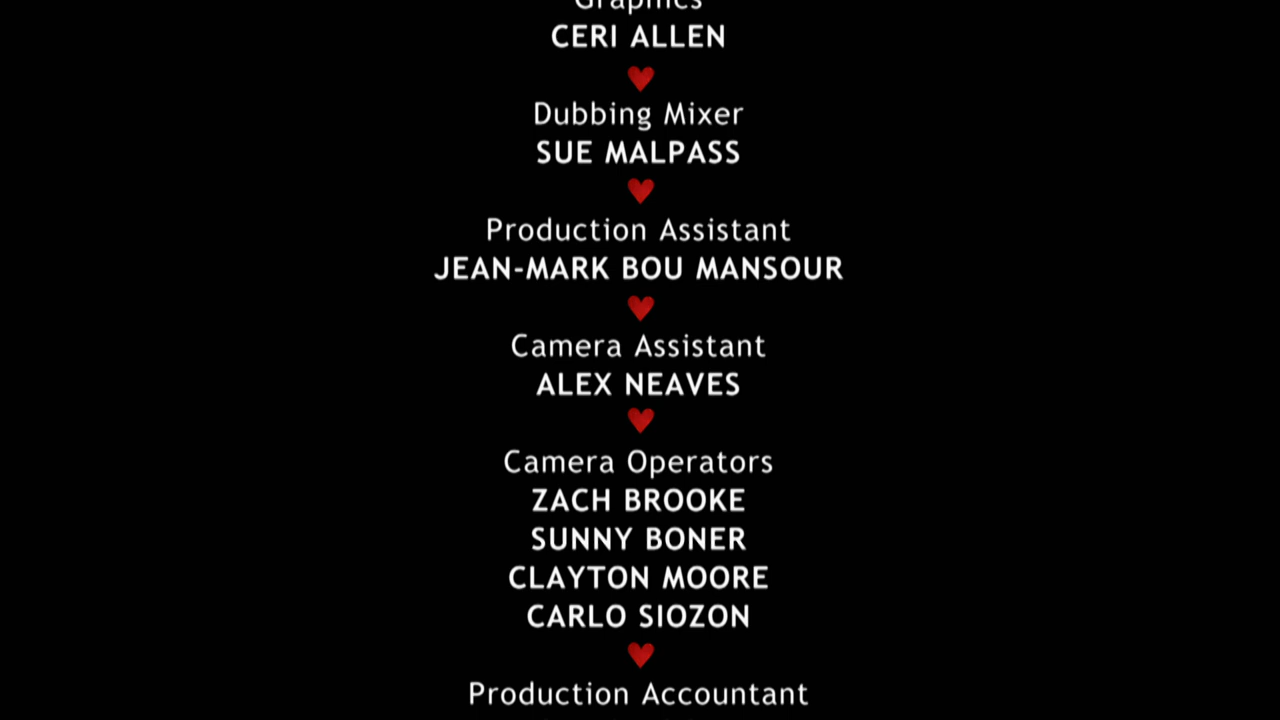 Graphics
CERI ALLEN
Dubbing Mixer
SUE MALPASS
Production Assistant
JEAN-MARK BOU MANSOUR
Camera Assistant
ALEX NEAVES
Camera Operators
ZACH BROOKE
SUNNY BONER
CLAYTON MOORE
CARLO SIOZON
Production Accountant